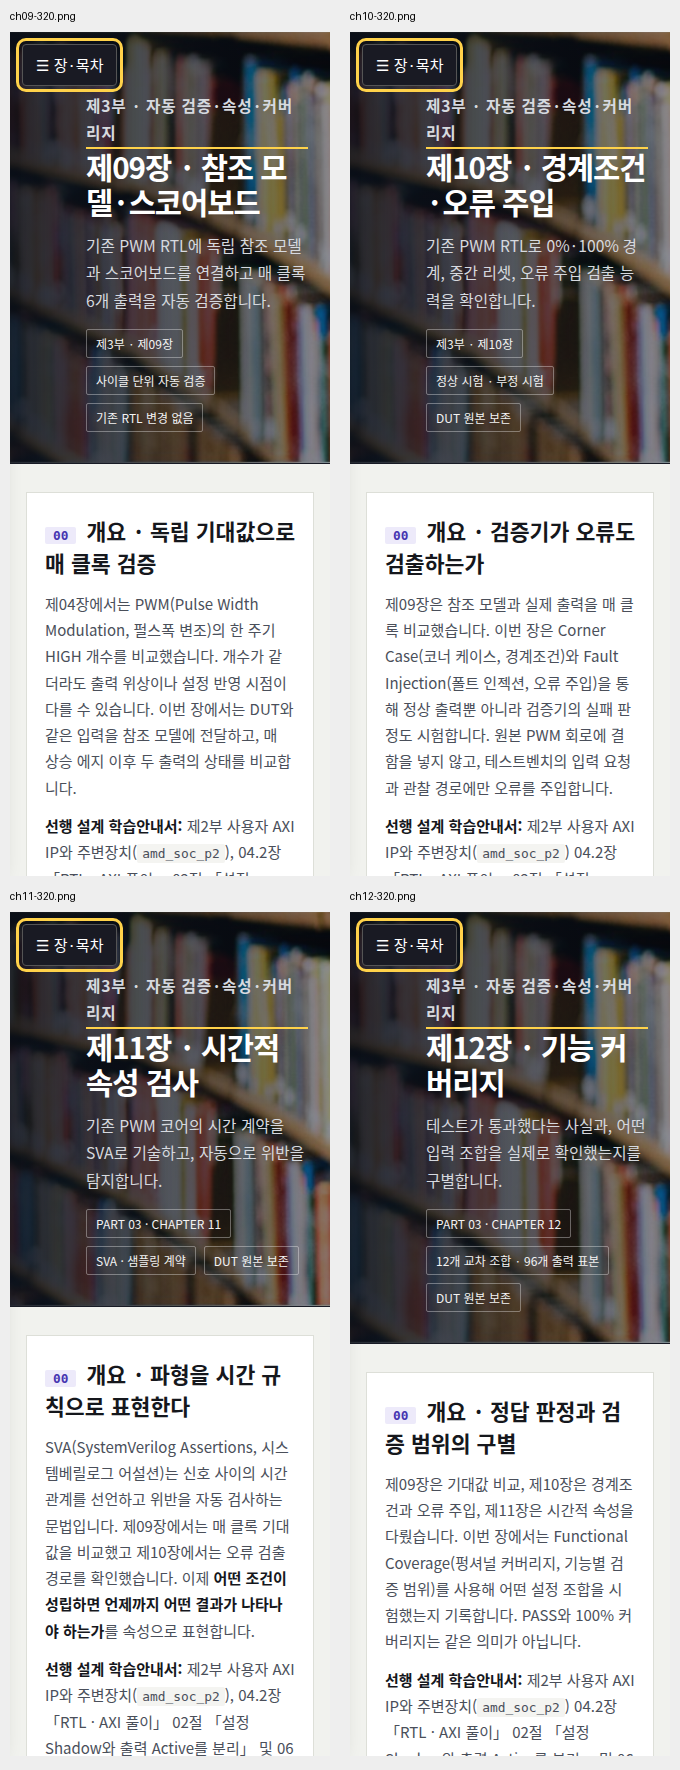 ch09-320.png
☰ 장·목차
제3부 · 자동 검증·속성·커버
리지
제09장 · 참조 모
델·스코어보드
기존 PWM RTL에 독립 참조 모델
과 스코어보드를 연결하고 매 클록
6개 출력을 자동 검증합니다.
제3부 · 제09장
사이클 단위 자동 검증
기존 RTL 변경 없음
00 개요 · 독립 기대값으로
매 클록 검증
제04장에서는 PWM(Pulse Width
Modulation, 펄스폭 변조)의 한 주기
HIGH 개수를 비교했습니다. 개수가 같
더라도 출력 위상이나 설정 반영 시점이
다를 수 있습니다. 이번 장에서는 DUT와
같은 입력을 참조 모델에 전달하고, 매
상승 에지 이후 두 출력의 상태를 비교합
니다.
선행 설계 학습안내서: 제2부 사용자 AXI
IP와 주변장치( amd_soc_p2 ), 04.2장
ch10-320.png
☰ 장·목차
제3부 · 자동 검증·속성·커버
리지
제10장 · 경계조건
·오류 주입
기존 PWM RTL로 0%·100% 경
계, 중간 리셋, 오류 주입 검출 능
력을 확인합니다.
제3부 · 제10장
정상 시험 · 부정 시험
DUT 원본 보존
00 개요 · 검증기가 오류도
검출하는가
제09장은 참조 모델과 실제 출력을 매 클
록 비교했습니다. 이번 장은 Corner
Case(코너 케이스, 경계조건)와 Fault
Injection(폴트 인젝션, 오류 주입)을 통
해 정상 출력뿐 아니라 검증기의 실패 판
정도 시험합니다. 원본 PWM 회로에 결
함을 넣지 않고, 테스트벤치의 입력 요청
과 관찰 경로에만 오류를 주입합니다.
선행 설계 학습안내서: 제2부 사용자 AXI
IP와 주변장치( amd_soc_p2 ) 04.2장
ch11-320.png
☰ 장·목차
제3부 · 자동 검증·속성·커버
리지
제11장 · 시간적
속성 검사
기존 PWM 코어의 시간 계약을
SVA로 기술하고, 자동으로 위반을
탐지합니다.
PART 03 · CHAPTER 11
SVA · 샘플링 계약
DUT 원본 보존
00 개요 · 파형을 시간 규
칙으로 표현한다
SVA(SystemVerilog Assertions, 시스
템베릴로그 어설션)는 신호 사이의 시간
관계를 선언하고 위반을 자동 검사하는
문법입니다. 제09장에서는 매 클록 기대
값을 비교했고 제10장에서는 오류 검출
경로를 확인했습니다. 이제 어떤 조건이
성립하면 언제까지 어떤 결과가 나타나
야 하는가를 속성으로 표현합니다.
선행 설계 학습안내서: 제2부 사용자 AXI
IP와 주변장치( amd_soc_p2 ), 04.2장
「RTL · AXI 풀이」 02절 「설정
Shadow와 출력 Active를 분리」 및 06
ch12-320.png
☰ 장·목차
제3부 · 자동 검증·속성·커버
리지
제12장 · 기능 커
버리지
테스트가 통과했다는 사실과, 어떤
입력 조합을 실제로 확인했는지를
구별합니다.
PART 03 · CHAPTER 12
12개 교차 조합 · 96개 출력 표본
DUT 원본 보존
00 개요 · 정답 판정과 검
증 범위의 구별
제09장은 기대값 비교, 제10장은 경계조
건과 오류 주입, 제11장은 시간적 속성을
다뤘습니다. 이번 장에서는 Functional
Coverage(펑셔널 커버리지, 기능별 검
증 범위)를 사용해 어떤 설정 조합을 시
험했는지 기록합니다. PASS와 100% 커
버리지는 같은 의미가 아닙니다.
선행 설계 학습안내서: 제2부 사용자 AXI
IP와 주변장치( amd_soc_p2 ) 04.2장
「RTL · AXI 풀이」 02절 「설정